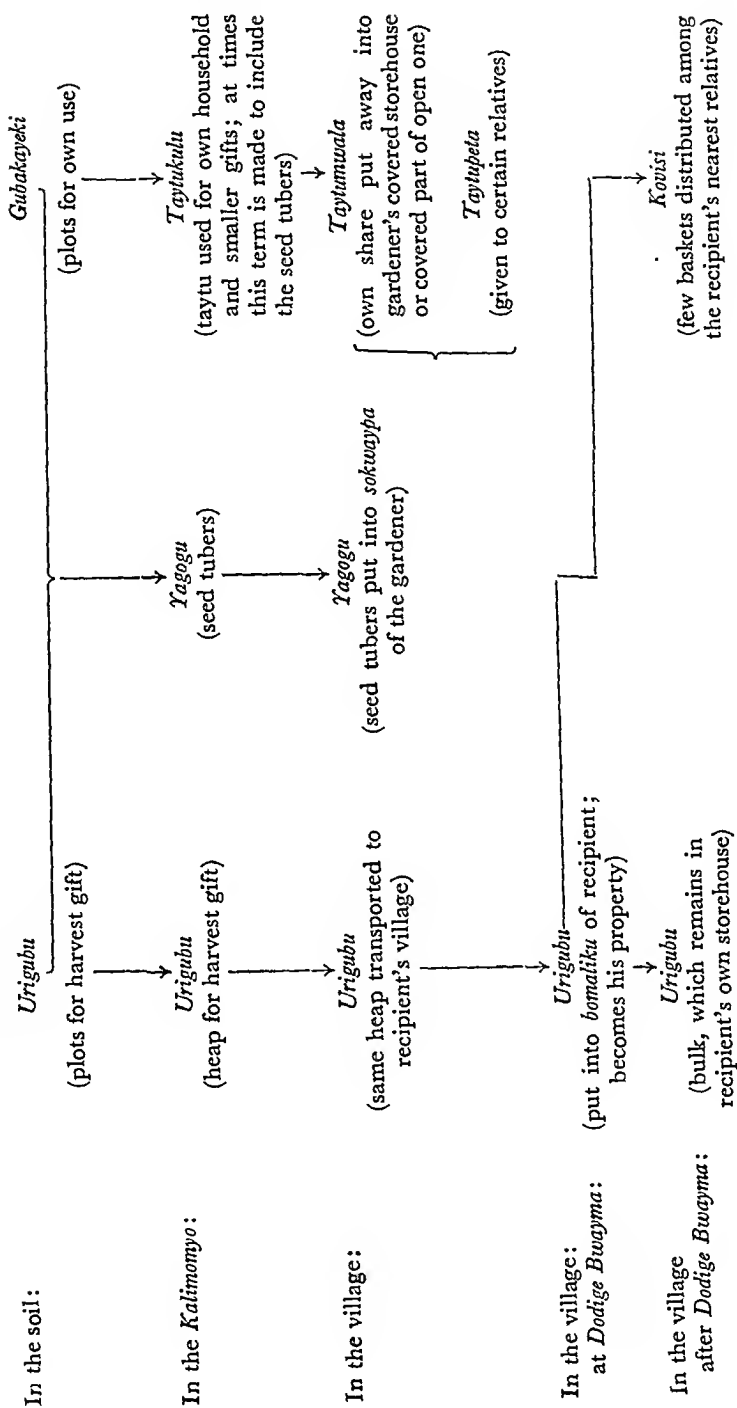 In the soil:
Urigubu
(plots for harvest gift)
Gubakayeki
(plots for own use)
In the Kalimomyo:
Urigubu
(heap for harvest gift)
Yagogu
(seed tubers)
Taytukulu
(taytu used for own household
and smaller gifts; at times
this term is made to include
the seed tubers)
In the village:
Urigubu
(same heap transported to
recipient's village)
Yagogu
(seed tubers put into sokwaypa
of the gardener)
Taytumwala
(own share put away into
gardener's covered storehouse
or covered part of open one)
Taytupeta
(given to certain relatives)
In the village:
at Dodige Bwayma:
Urigubu
(put into bomaliku of recipient;
becomes his property)
In the village
after Dodige Bwayma:
Urigubu
(bulk, which remains in
recipient's own storehouse)
Kovisi
(few baskets distributed among
the recipient's nearest relatives)